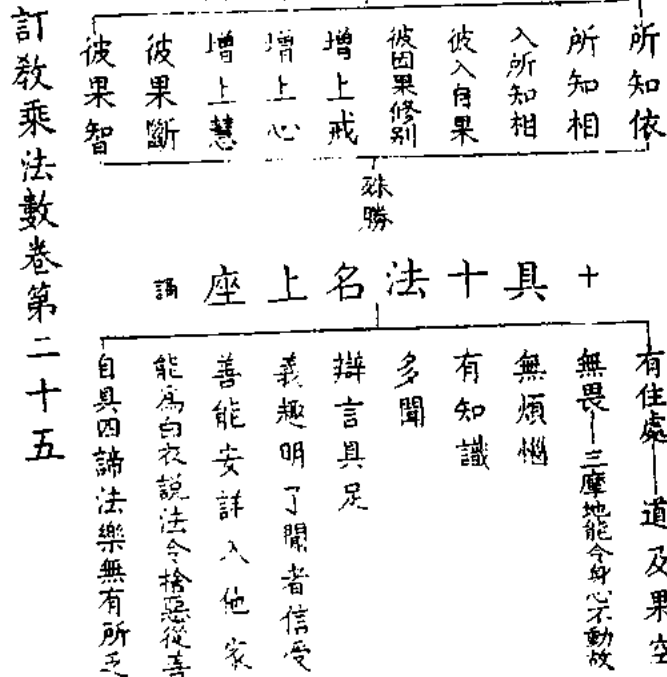 所知依
所知相
入所知相
彼入自果
彼因果修別
增上戒
增上心
增上慧
彼果斷
彼果智
殊勝
十具十法名上座
有住處—道及果空
無畏—三摩地能令身心不動故
無煩惱
有知識
多聞
辯言具足
義趣明了聞者信受
善能安詳入他家
能爲白衣說法令捨惡從善
自具四諦法樂無有所乏
訂教乘法數卷第二十五